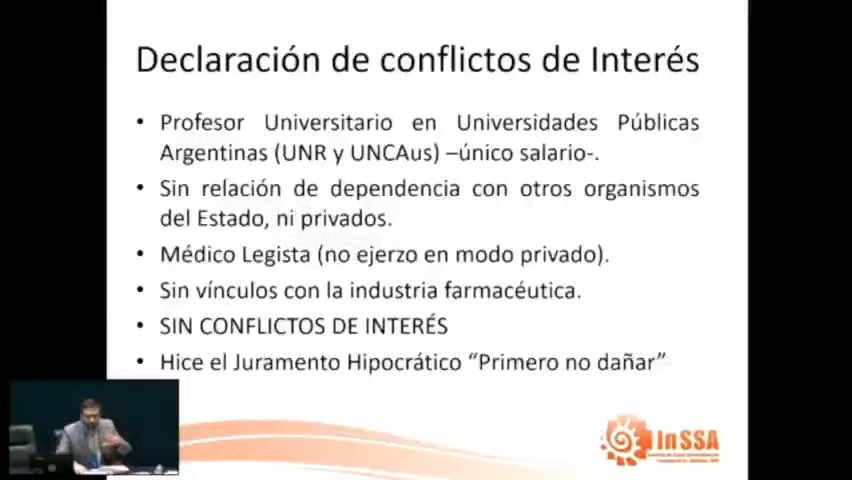 Declaración de conflictos de Interés
• Profesor Universitario en Universidades Públicas
Argentinas (UNR y UNCAus) –único salario-.
• Sin relación de dependencia con otros organismos
del Estado, ni privados.
• Médico Legista (no ejerzo en modo privado).
• Sin vínculos con la industria farmacéutica.
• SIN CONFLICTOS DE INTERÉS
• Hice el Juramento Hipocrático “Primero no dañar”
InSSA